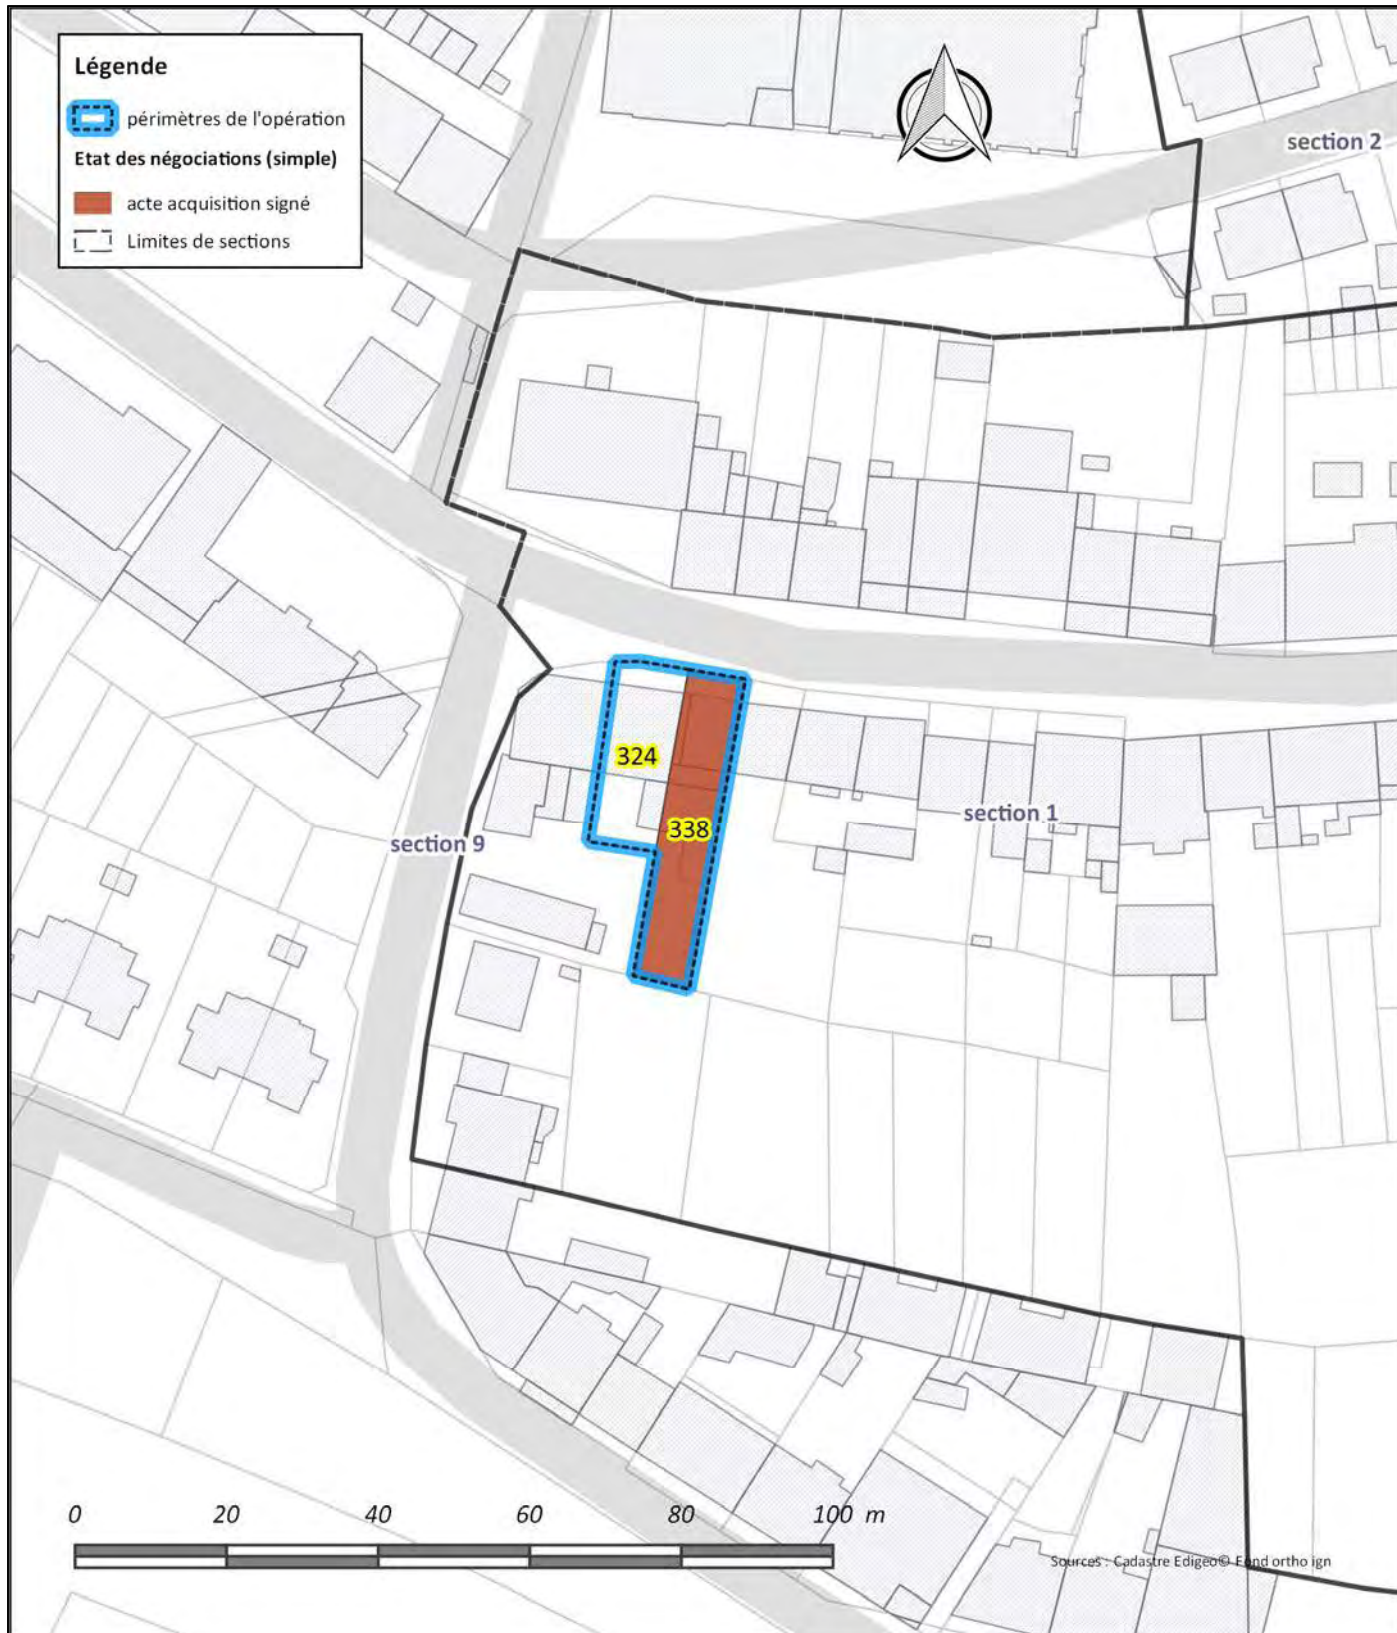 Légende
périmètres de l'opération
Etat des négociations (simple)
acte acquisition signé
Limites de sections
section 2
324
338
section 1
section 9
0 20 40 60 80 100 m
Sources : Cadastre Edigeo© Fond ortho ign